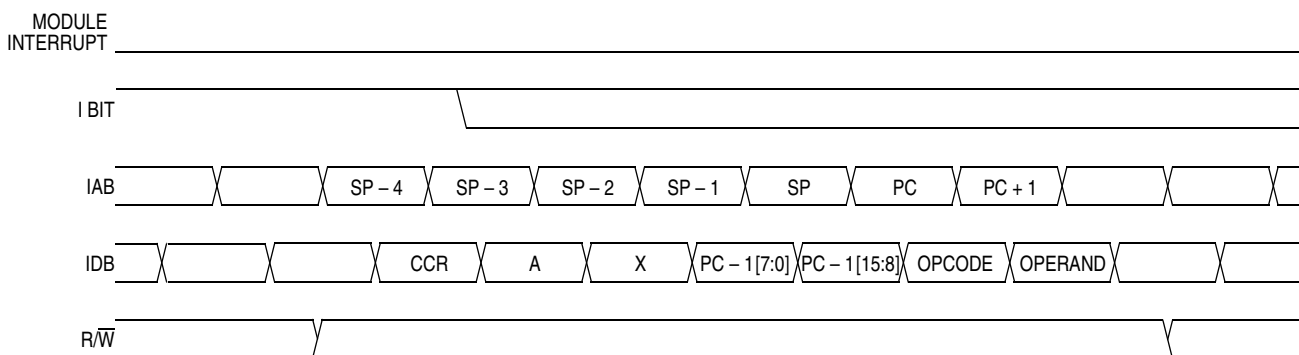 MODULE
INTERRUPT
I BIT
IAB SP – 4 SP – 3 SP – 2 SP – 1 SP PC PC + 1
IDB CCR A X PC – 1 [7:0] PC – 1 [15:8] OPCODE OPERAND
R/W̅